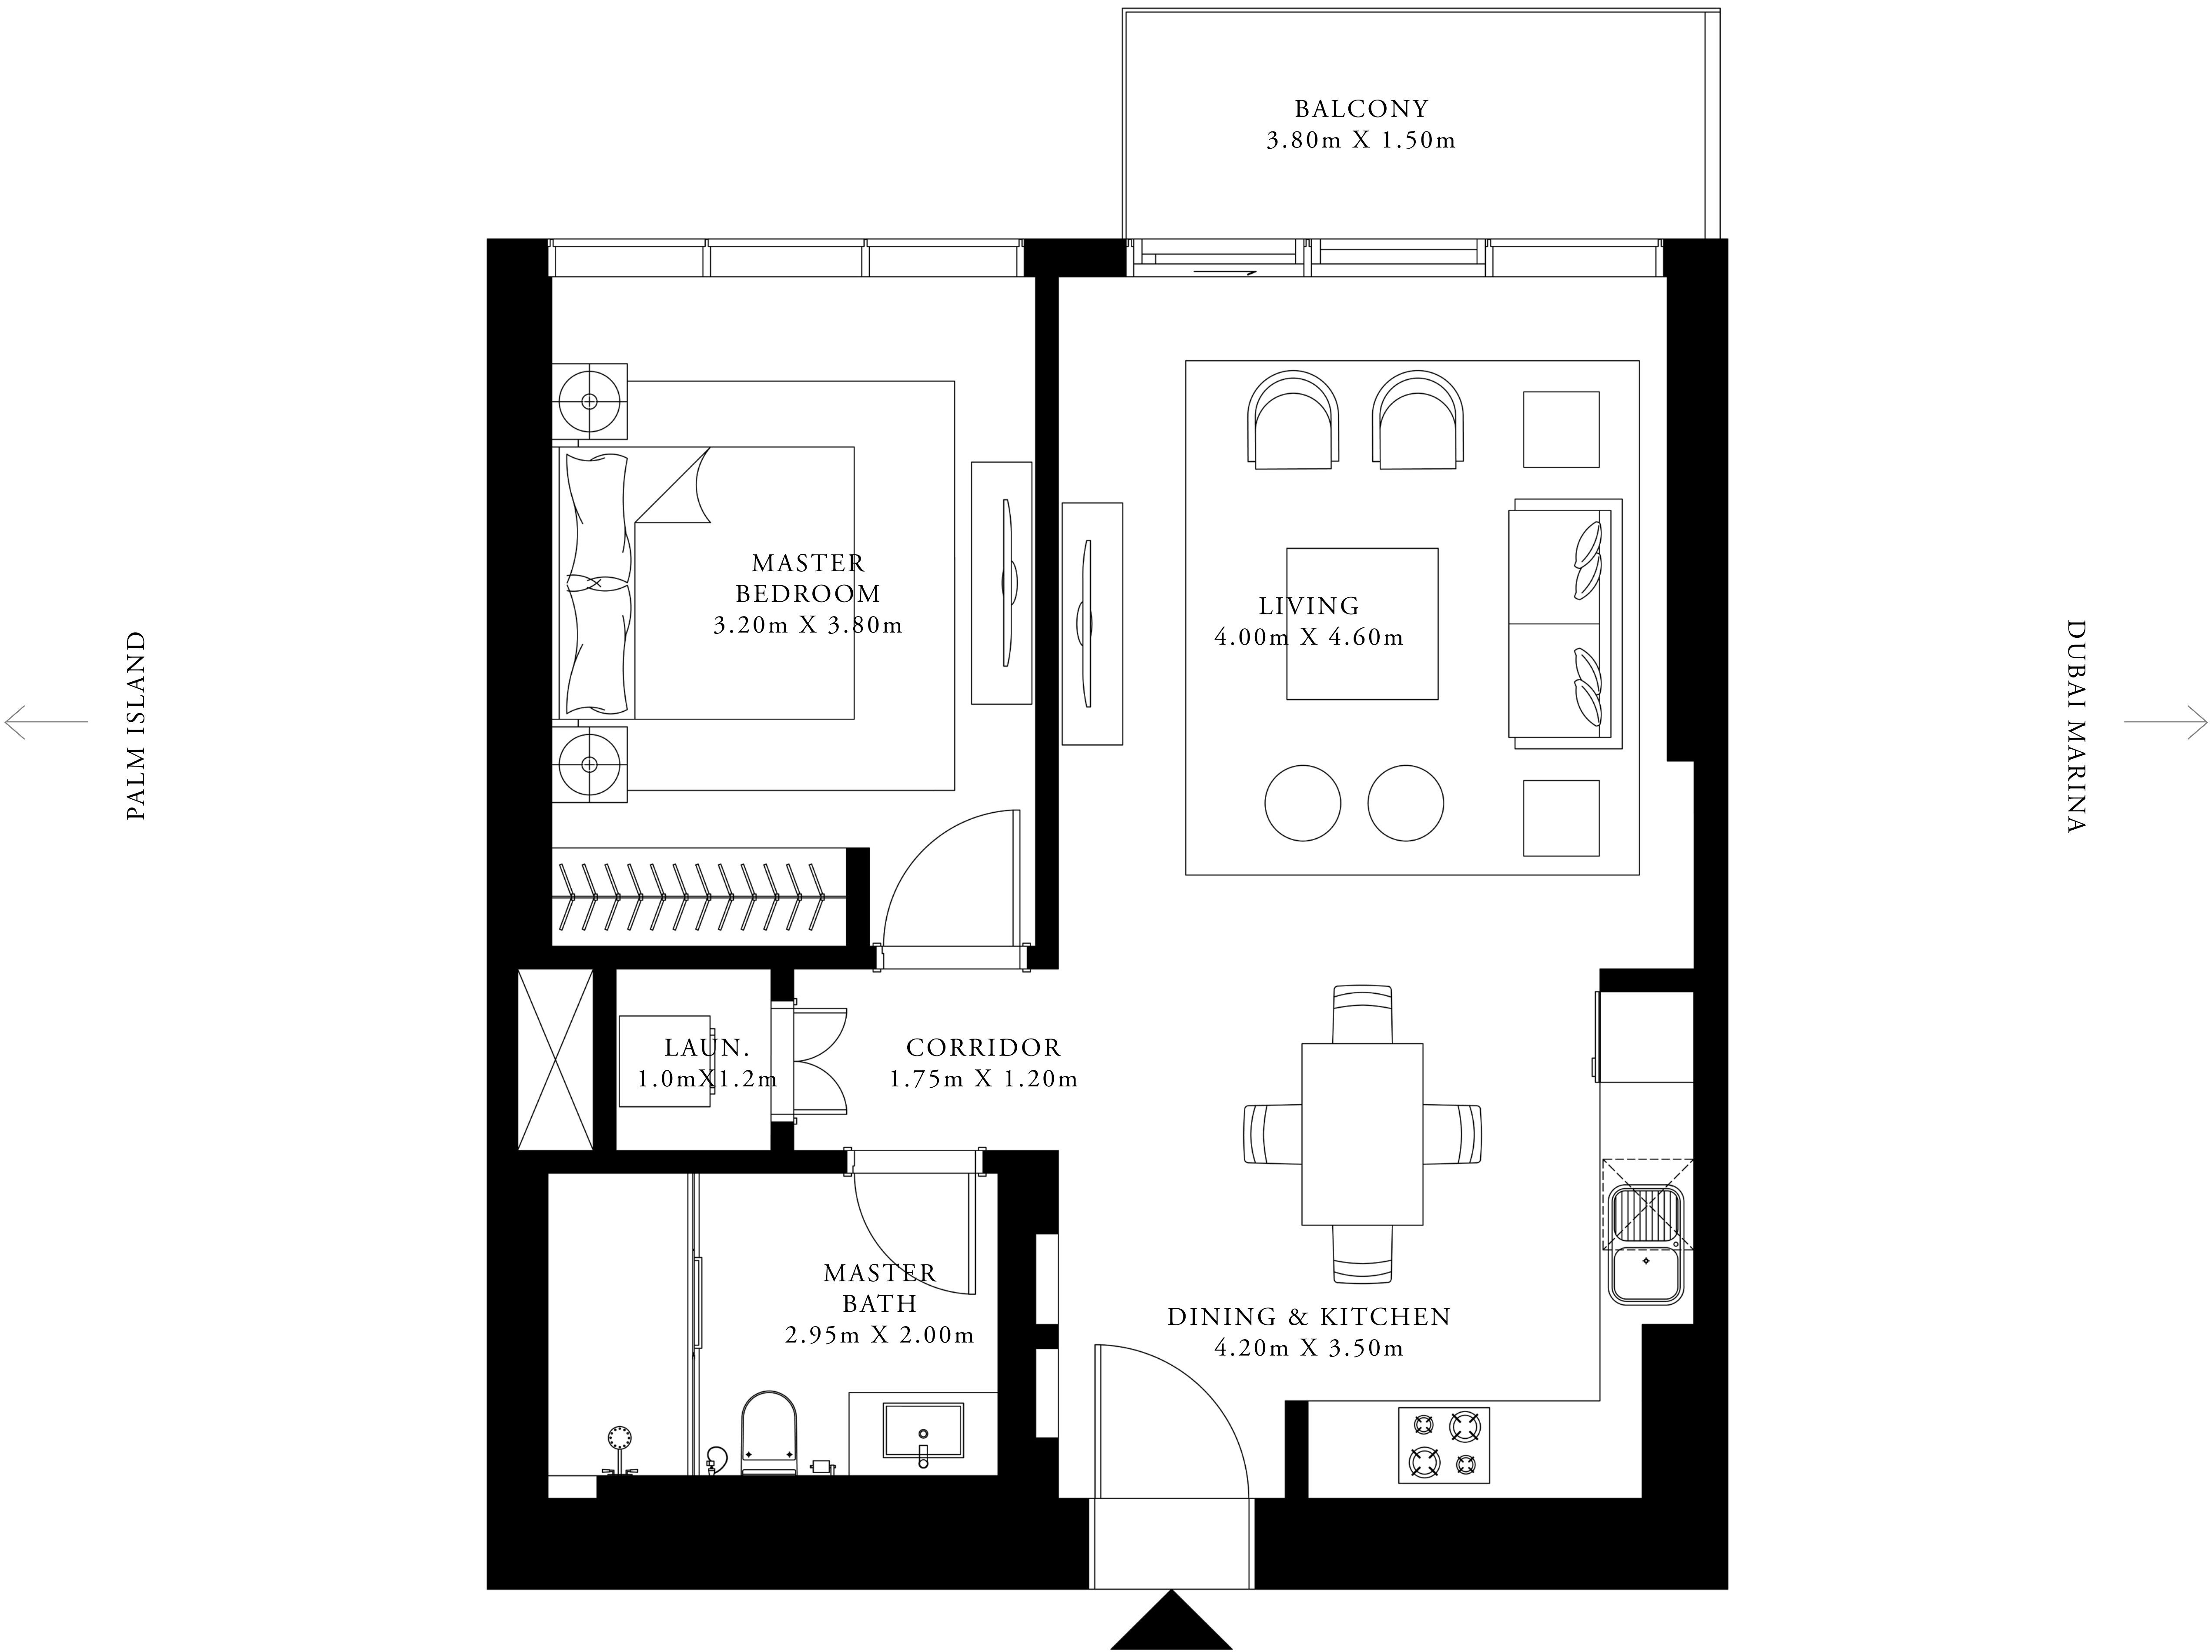 BALCONY
3.80m X 1.50m
MASTER
BEDROOM
3.20m X 3.80m
LIVING
4.00m X 4.60m
PALM ISLAND
DUBAI MARINA
LAUN.
1.0mX1.2m
CORRIDOR
1.75m X 1.20m
MASTER
BATH
2.95m X 2.00m
DINING & KITCHEN
4.20m X 3.50m